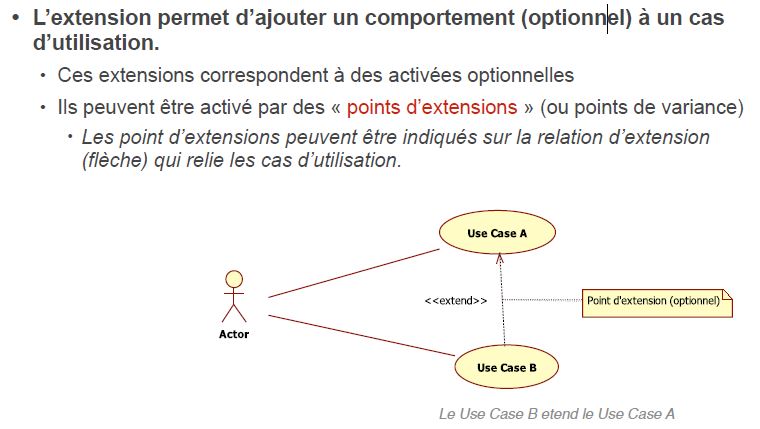 • L’extension permet d’ajouter un comportement (optionnel) à un cas
d’utilisation.
• Ces extensions correspondent à des activées optionnelles
• Ils peuvent être activé par des « points d’extensions » (ou points de variance)
• Les point d’extensions peuvent être indiqués sur la relation d’extension
(flèche) qui relie les cas d’utilisation.
Use Case A
<<extend>>
Point d'extension (optionnel)
Actor
Use Case B
Le Use Case B etend le Use Case A